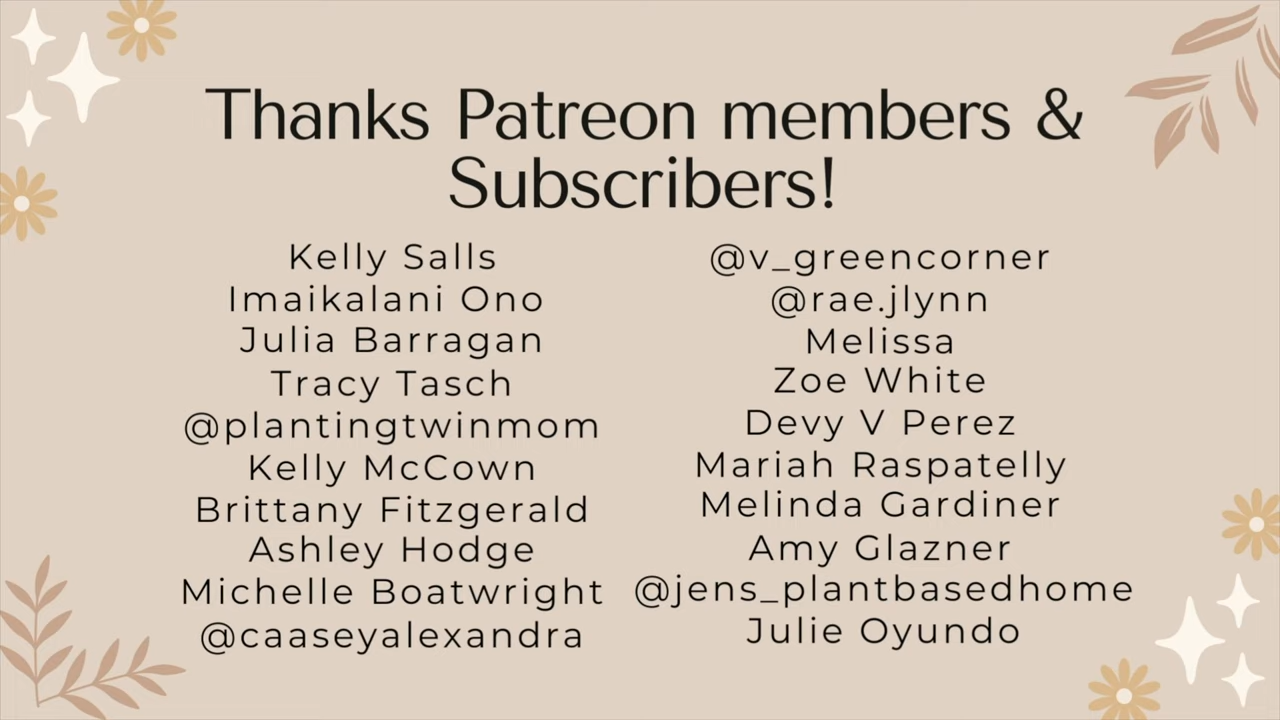 Thanks Patreon members &
Subscribers!
Kelly Salls
Imaikalani Ono
Julia Barragan
Tracy Tasch
@plantingtwinmom
Kelly McCown
Brittany Fitzgerald
Ashley Hodge
Michelle Boatwright
@caaseyalexandra
@v_greencorner
@rae.jlynn
Melissa
Zoe White
Devy V Perez
Mariah Raspatelly
Melinda Gardiner
Amy Glazner
@jens_plantbasedhome
Julie Oyundo